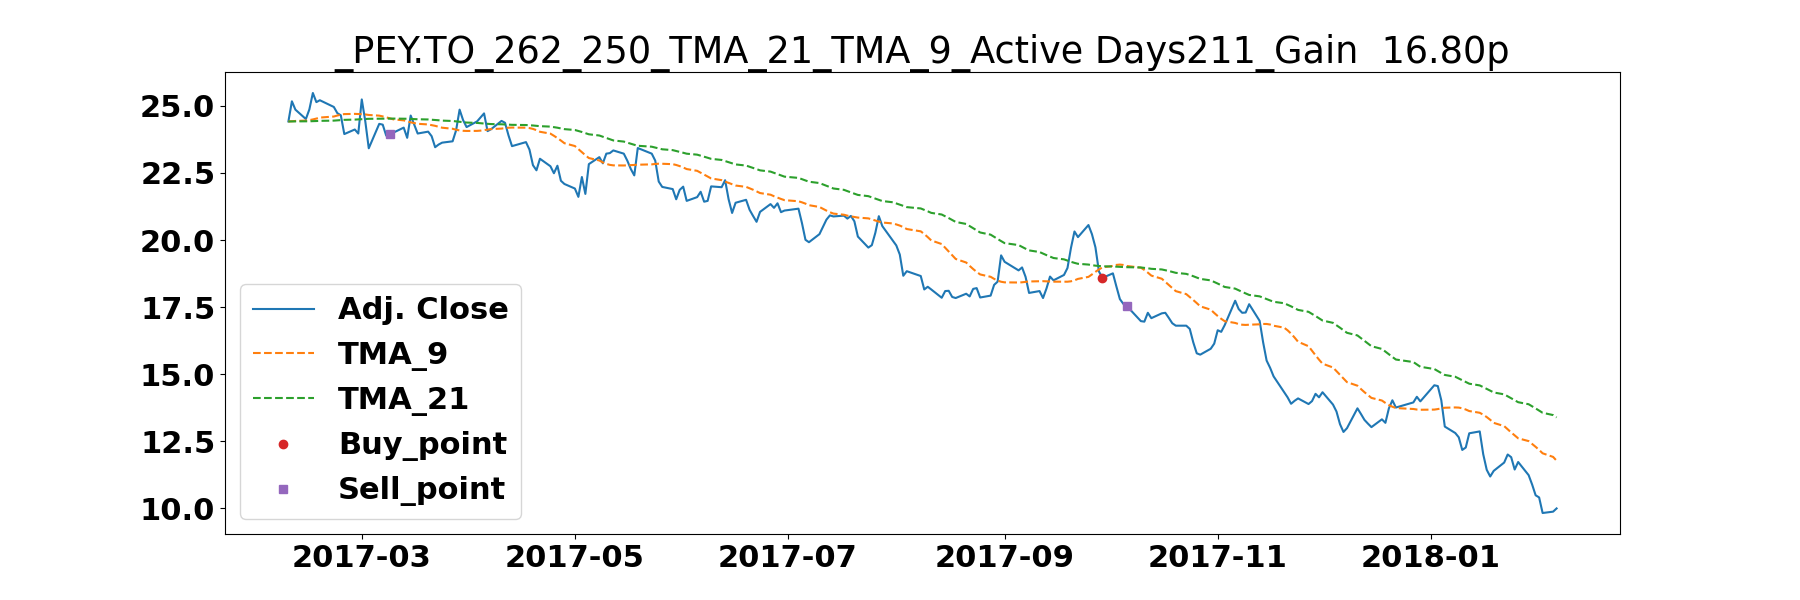 _PEY.TO_262_250_TMA_21_TMA_9_Active Days211_Gain  16.80p
25.0
22.5
20.0
17.5
15.0
12.5
10.0
Adj. Close
TMA_9
TMA_21
Buy_point
Sell_point
2017-03 2017-05 2017-07 2017-09 2017-11 2018-01